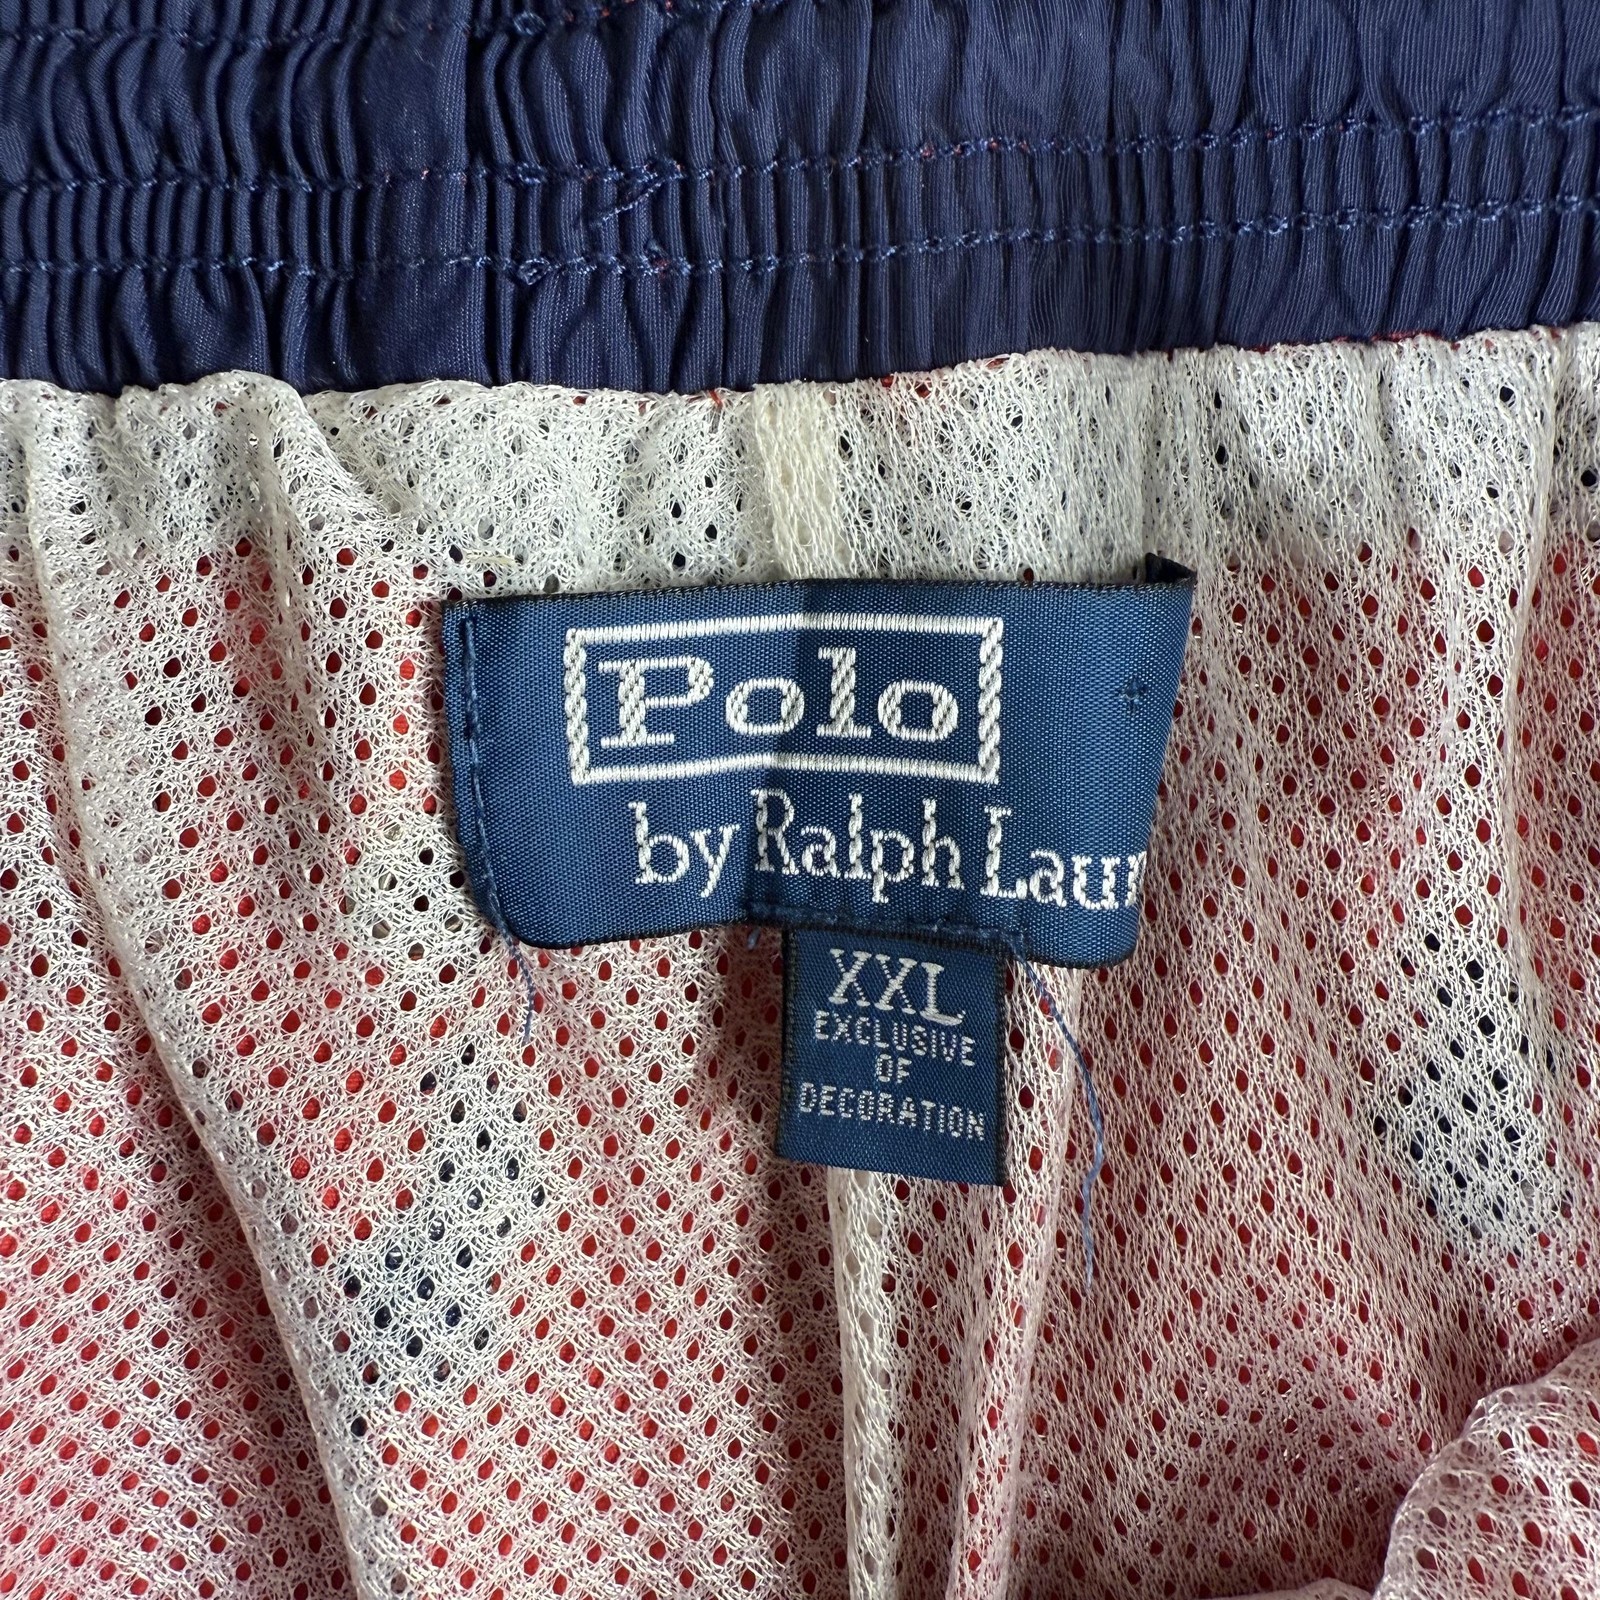 Polo
by Ralph Laur
XXL
EXCLUSIVE
OF
DECORATION